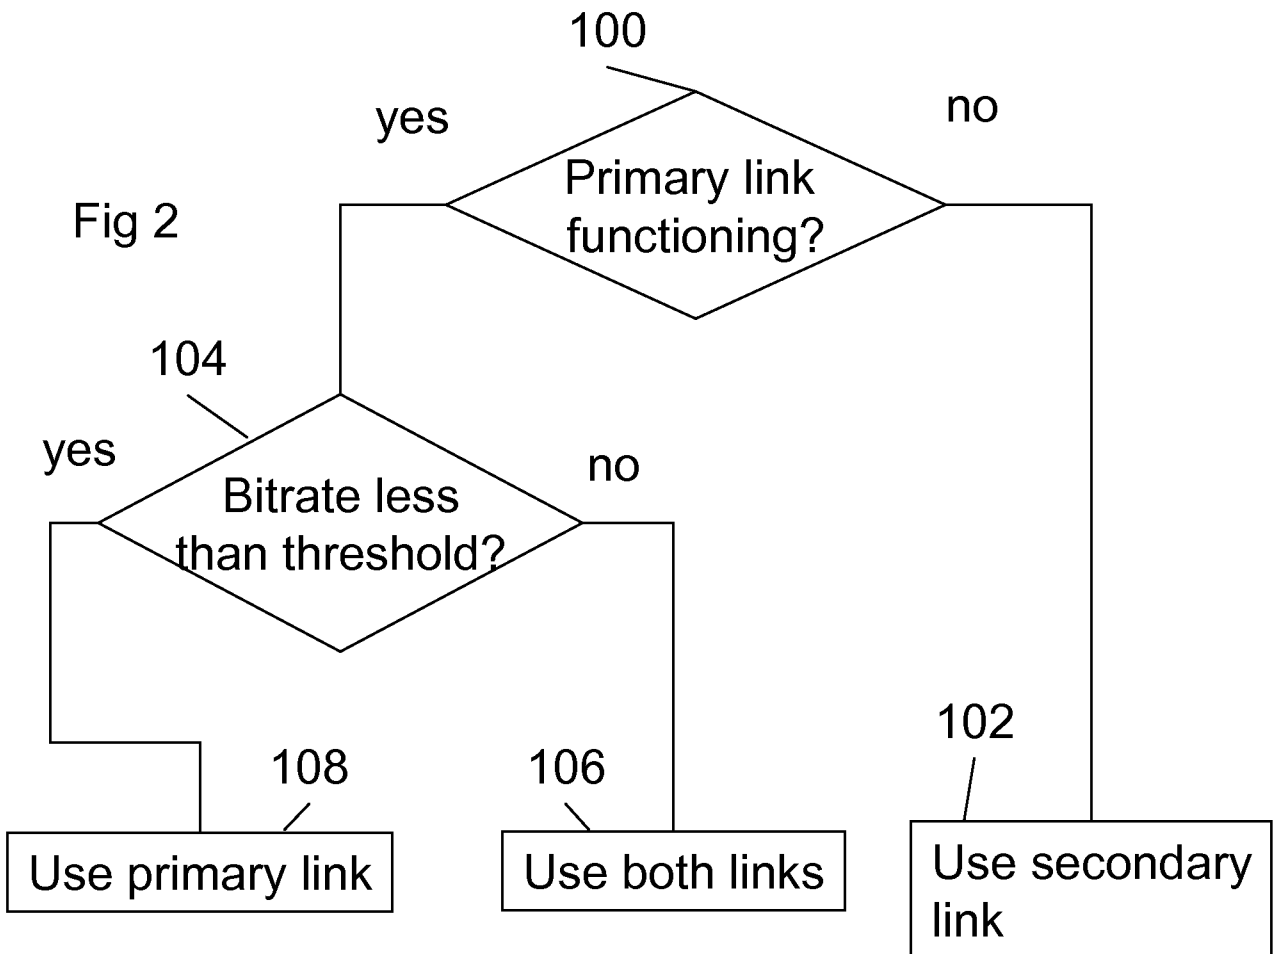 100
yes
no
Primary link
functioning?
Fig 2
104
yes
no
Bitrate less
than threshold?
102
108
106
Use primary link
Use both links
Use secondary
link